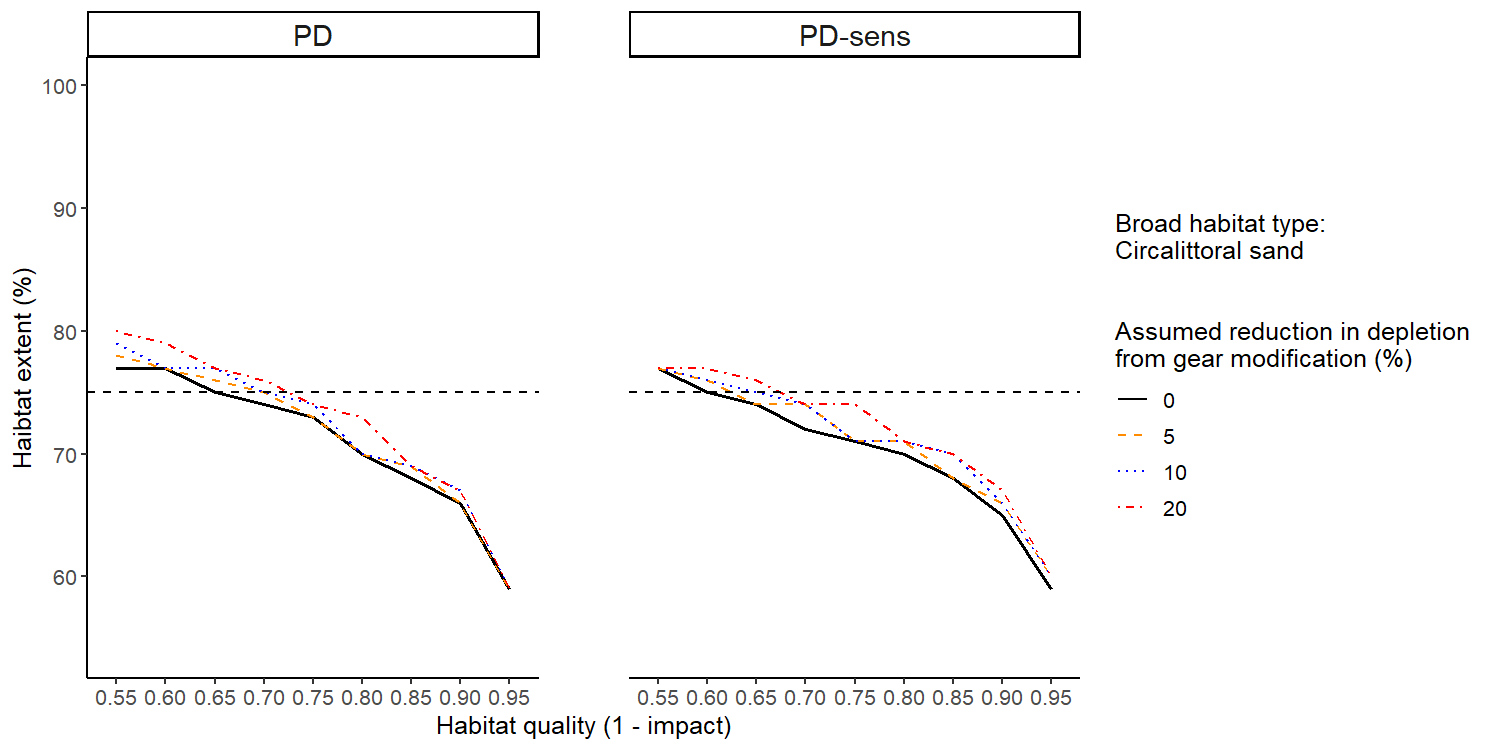 PD
PD-sens
100
90
80
70
60
Haibtat extent (%)
0.55 0.60 0.65 0.70 0.75 0.80 0.85 0.90 0.95
0.55 0.60 0.65 0.70 0.75 0.80 0.85 0.90 0.95
Habitat quality (1 - impact)
Broad habitat type:
Circalittoral sand
Assumed reduction in depletion
from gear modification (%)
0
5
10
20